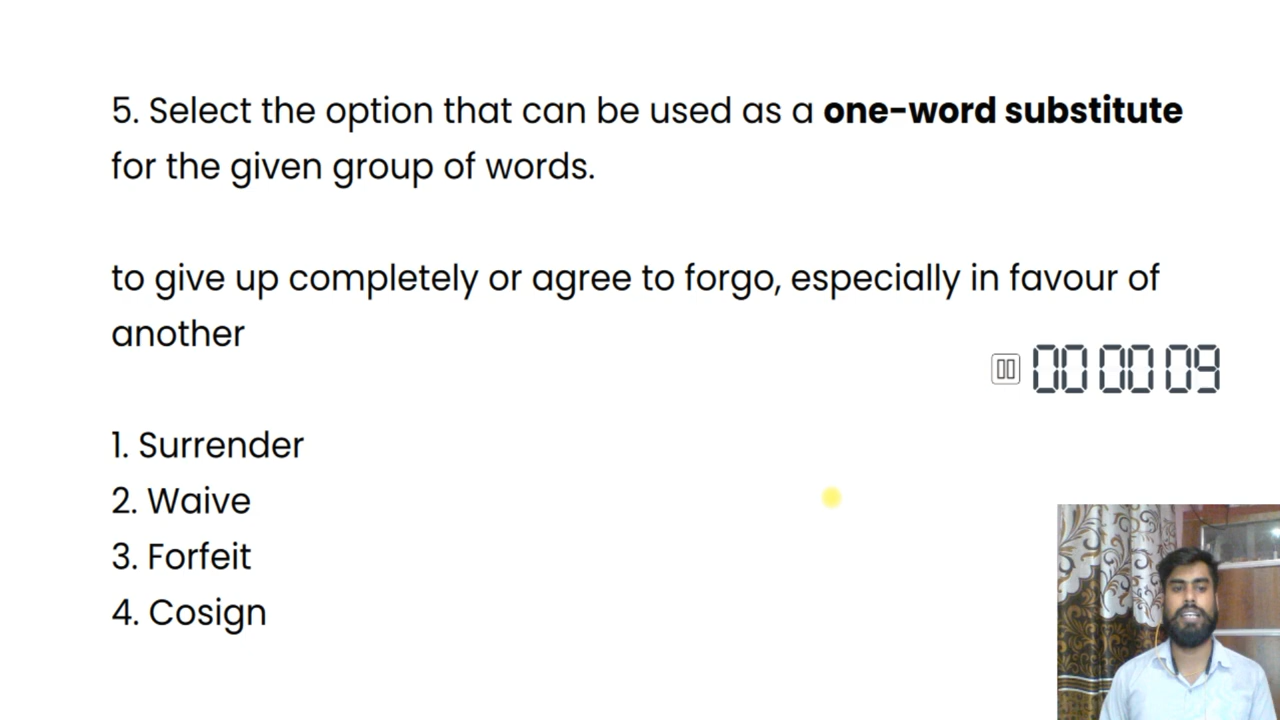 5. Select the option that can be used as a one-word substitute
for the given group of words.
to give up completely or agree to forgo, especially in favour of
another
00 00 09
1. Surrender
2. Waive
3. Forfeit
4. Cosign